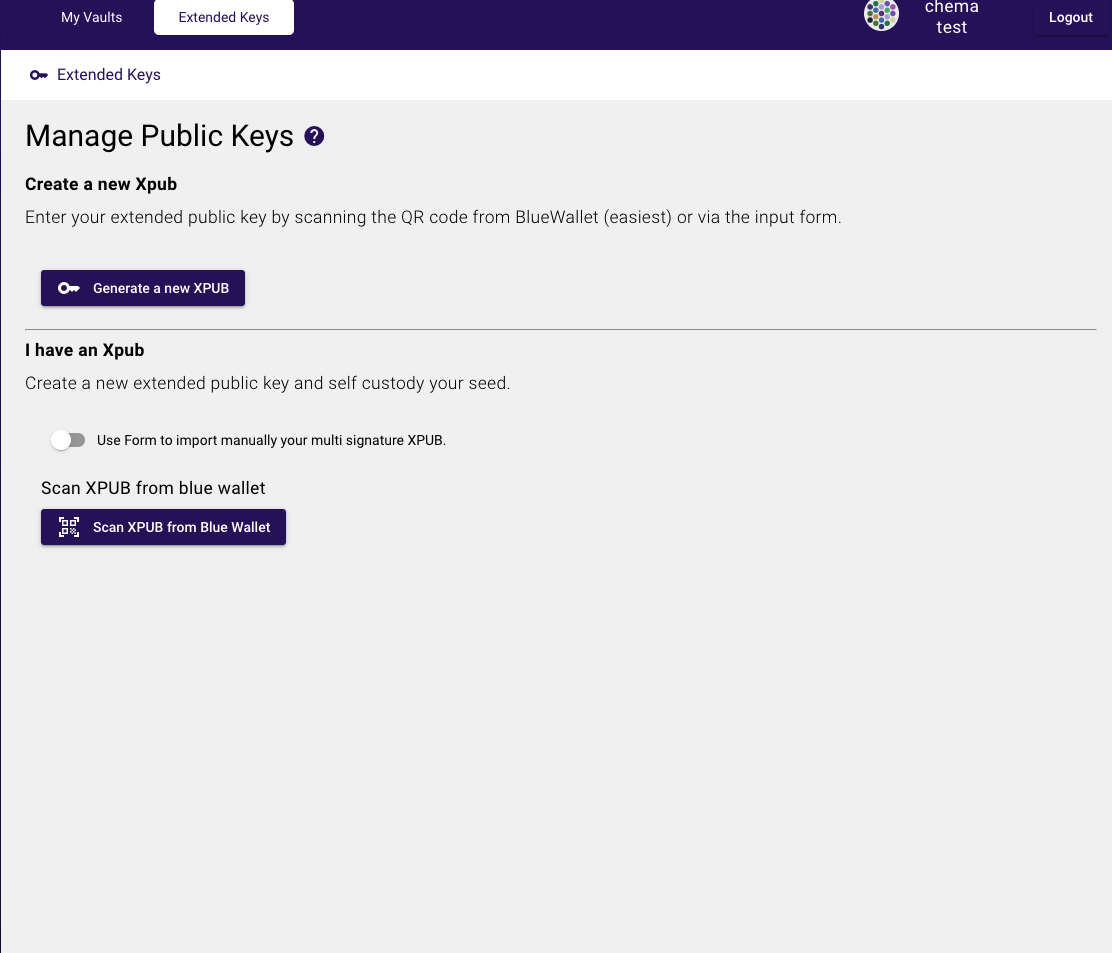 My Vaults
Extended Keys
chema
test
Logout
Extended Keys
Manage Public Keys ?
Create a new Xpub
Enter your extended public key by scanning the QR code from BlueWallet (easiest) or via the input form.
Generate a new XPUB
I have an Xpub
Create a new extended public key and self custody your seed.
Use Form to import manually your multi signature XPUB.
Scan XPUB from blue wallet
Scan XPUB from Blue Wallet